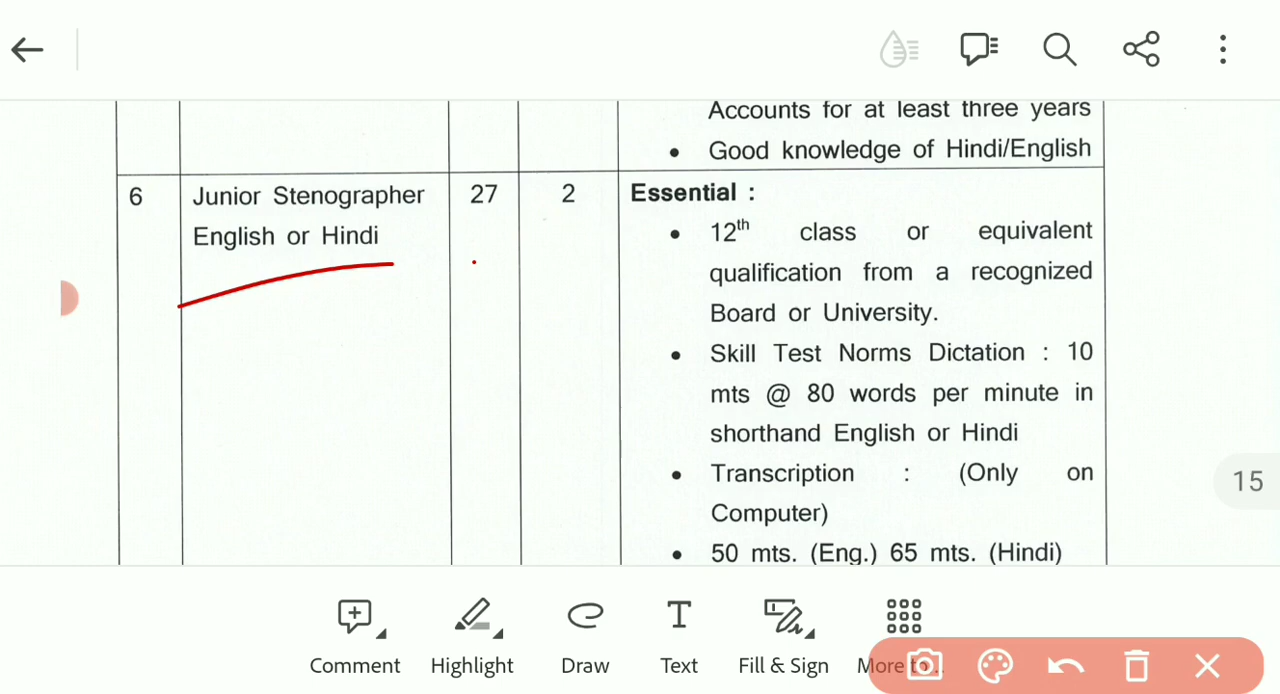 Accounts for at least three years
• Good knowledge of Hindi/English
6 Junior Stenographer 27 2 Essential :
English or Hindi
• 12th class or equivalent
qualification from a recognized
Board or University.
• Skill Test Norms Dictation : 10
mts @ 80 words per minute in
shorthand English or Hindi
• Transcription : (Only on
Computer)
• 50 mts. (Eng.) 65 mts. (Hindi)
15
Comment Highlight Draw Text Fill & Sign More